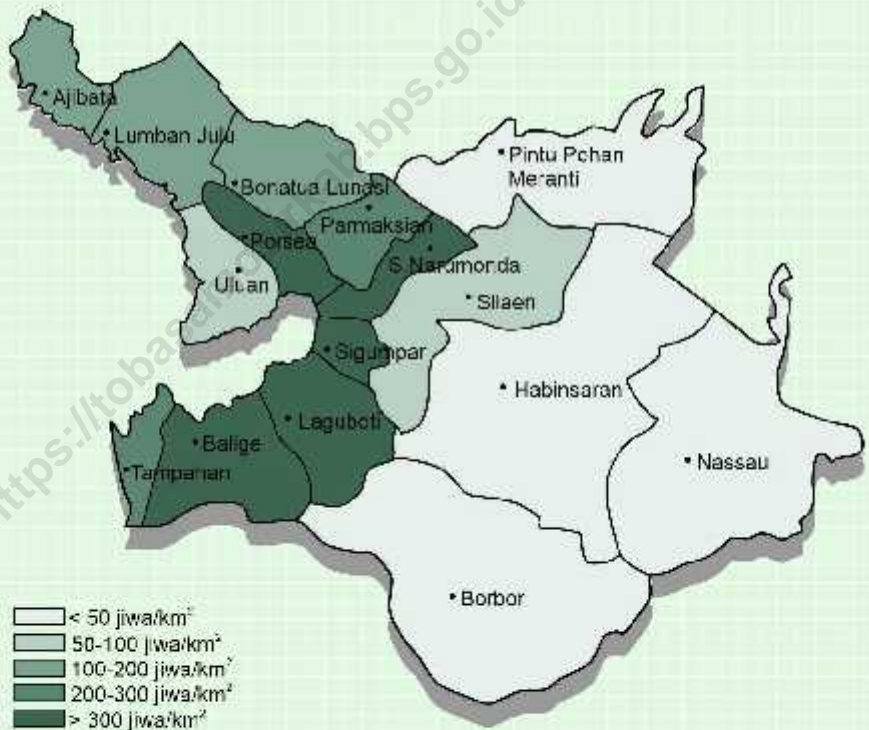 Ajibata
Lumban Julu
Pintu Pohan
Meranti
Bonatua Lunasi
Parmaksian
Porsea
S.Narumonda
Uluan
Silaen
Sigumpar
Habinsaran
Laguboti
Balige
Nassau
Tampahan
Borbor
< 50 jiwa/km²
50-100 jiwa/km²
100-200 jiwa/km²
200-300 jiwa/km²
> 300 jiwa/km²